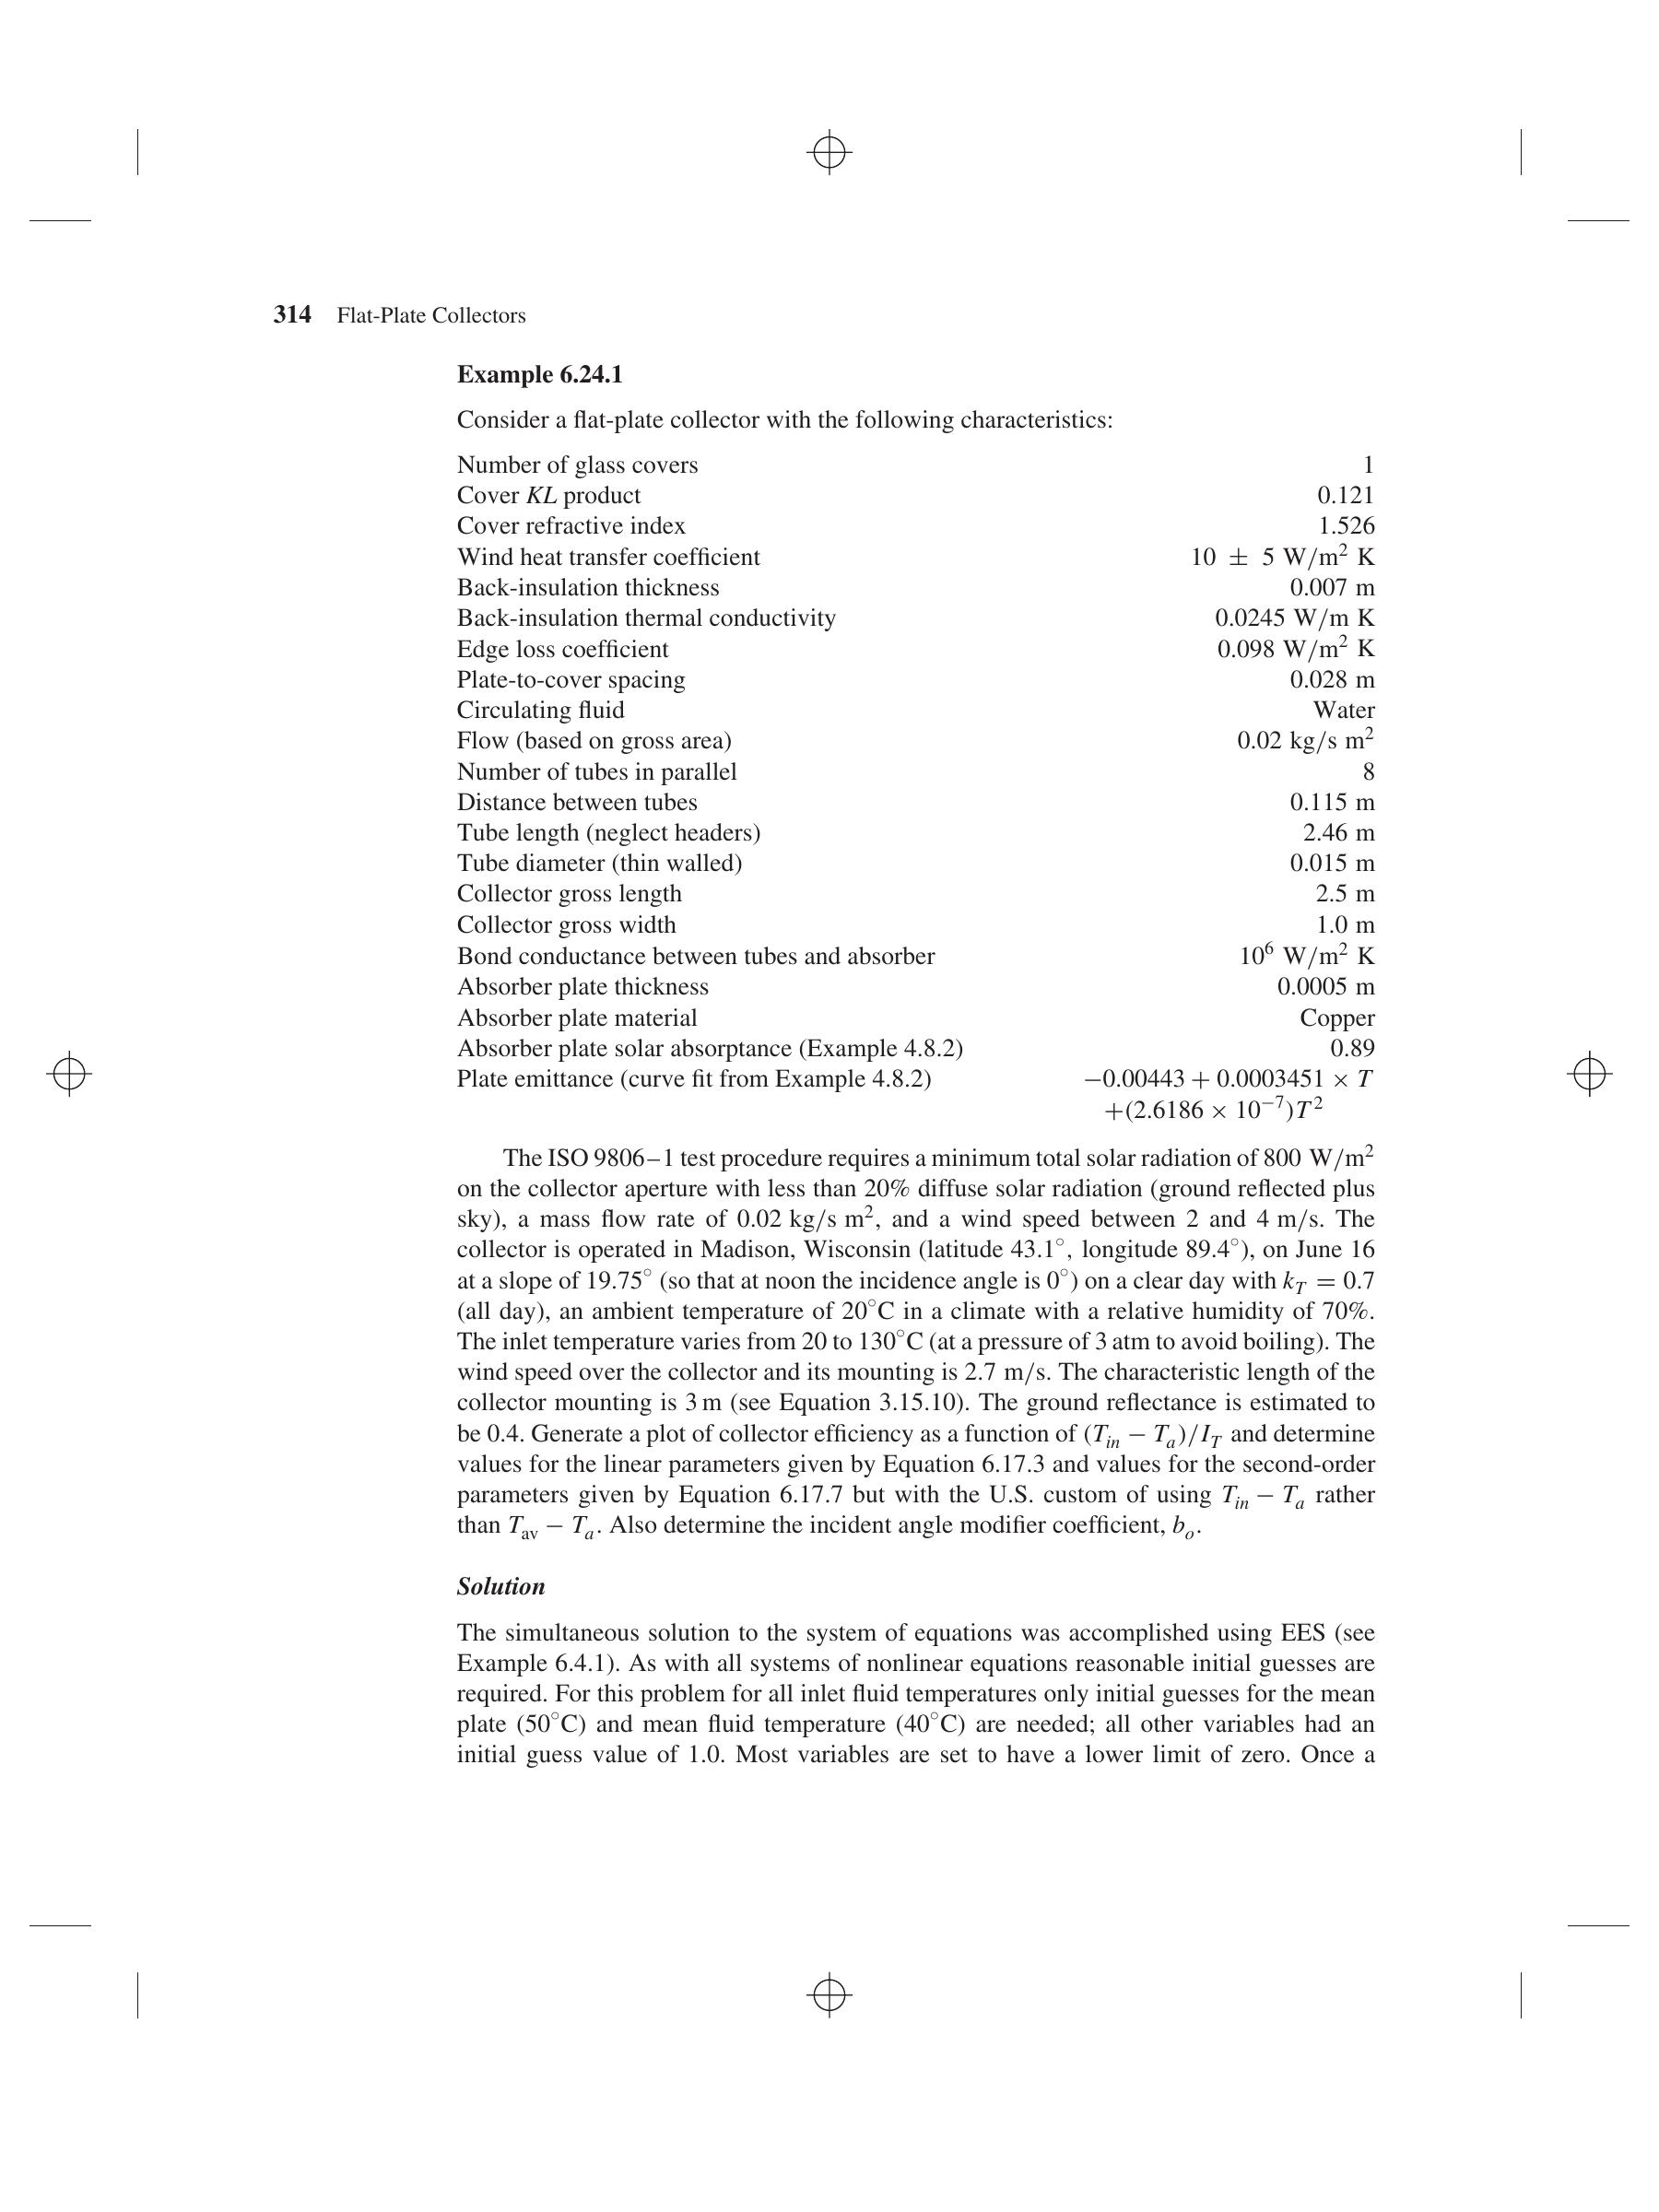 314 Flat-Plate Collectors
Example 6.24.1
Consider a flat-plate collector with the following characteristics:
Number of glass covers 1
Cover KL product 0.121
Cover refractive index 1.526
Wind heat transfer coefficient 10 ± 5 W/m² K
Back-insulation thickness 0.007 m
Back-insulation thermal conductivity 0.0245 W/m K
Edge loss coefficient 0.098 W/m² K
Plate-to-cover spacing 0.028 m
Circulating fluid Water
Flow (based on gross area) 0.02 kg/s m²
Number of tubes in parallel 8
Distance between tubes 0.115 m
Tube length (neglect headers) 2.46 m
Tube diameter (thin walled) 0.015 m
Collector gross length 2.5 m
Collector gross width 1.0 m
Bond conductance between tubes and absorber 10⁶ W/m² K
Absorber plate thickness 0.0005 m
Absorber plate material Copper
Absorber plate solar absorptance (Example 4.8.2) 0.89
Plate emittance (curve fit from Example 4.8.2) −0.00443 + 0.0003451 × T
+(2.6186 × 10⁻⁷)T²
The ISO 9806–1 test procedure requires a minimum total solar radiation of 800 W/m²
on the collector aperture with less than 20% diffuse solar radiation (ground reflected plus
sky), a mass flow rate of 0.02 kg/s m², and a wind speed between 2 and 4 m/s. The
collector is operated in Madison, Wisconsin (latitude 43.1°, longitude 89.4°), on June 16
at a slope of 19.75° (so that at noon the incidence angle is 0°) on a clear day with k_T = 0.7
(all day), an ambient temperature of 20°C in a climate with a relative humidity of 70%.
The inlet temperature varies from 20 to 130°C (at a pressure of 3 atm to avoid boiling). The
wind speed over the collector and its mounting is 2.7 m/s. The characteristic length of the
collector mounting is 3 m (see Equation 3.15.10). The ground reflectance is estimated to
be 0.4. Generate a plot of collector efficiency as a function of (T_in − T_a)/I_T and determine
values for the linear parameters given by Equation 6.17.3 and values for the second-order
parameters given by Equation 6.17.7 but with the U.S. custom of using T_in − T_a rather
than T_av − T_a. Also determine the incident angle modifier coefficient, b_o.
Solution
The simultaneous solution to the system of equations was accomplished using EES (see
Example 6.4.1). As with all systems of nonlinear equations reasonable initial guesses are
required. For this problem for all inlet fluid temperatures only initial guesses for the mean
plate (50°C) and mean fluid temperature (40°C) are needed; all other variables had an
initial guess value of 1.0. Most variables are set to have a lower limit of zero. Once a